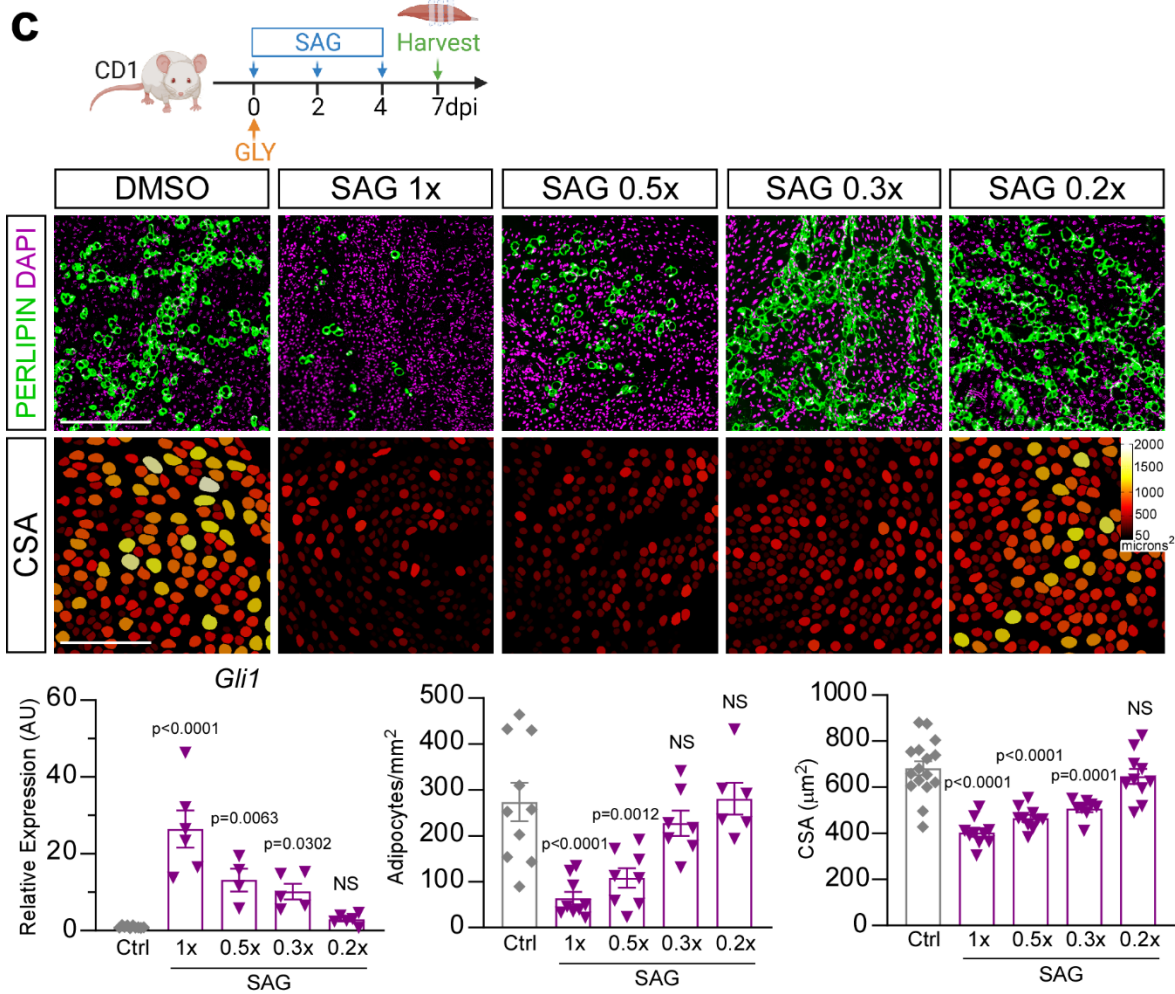 c
SAG
Harvest
CD1
0 2 4 7dpi
GLY
DMSO SAG 1x SAG 0.5x SAG 0.3x SAG 0.2x
PERLIPIN DAPI
CSA
2000
1000
500
50
microns²
Gli1
Relative Expression (AU)
60
40
20
0
p<0.0001
p=0.0063
p=0.0302
NS
Ctrl 1x 0.5x 0.3x 0.2x
SAG
Adipocytes/mm²
500
400
300
200
100
0
p<0.0001
p=0.0012
NS
NS
Ctrl 1x 0.5x 0.3x 0.2x
SAG
CSA (µm²)
1000
800
600
400
200
0
p<0.0001
p<0.0001
p=0.0001
NS
Ctrl 1x 0.5x 0.3x 0.2x
SAG